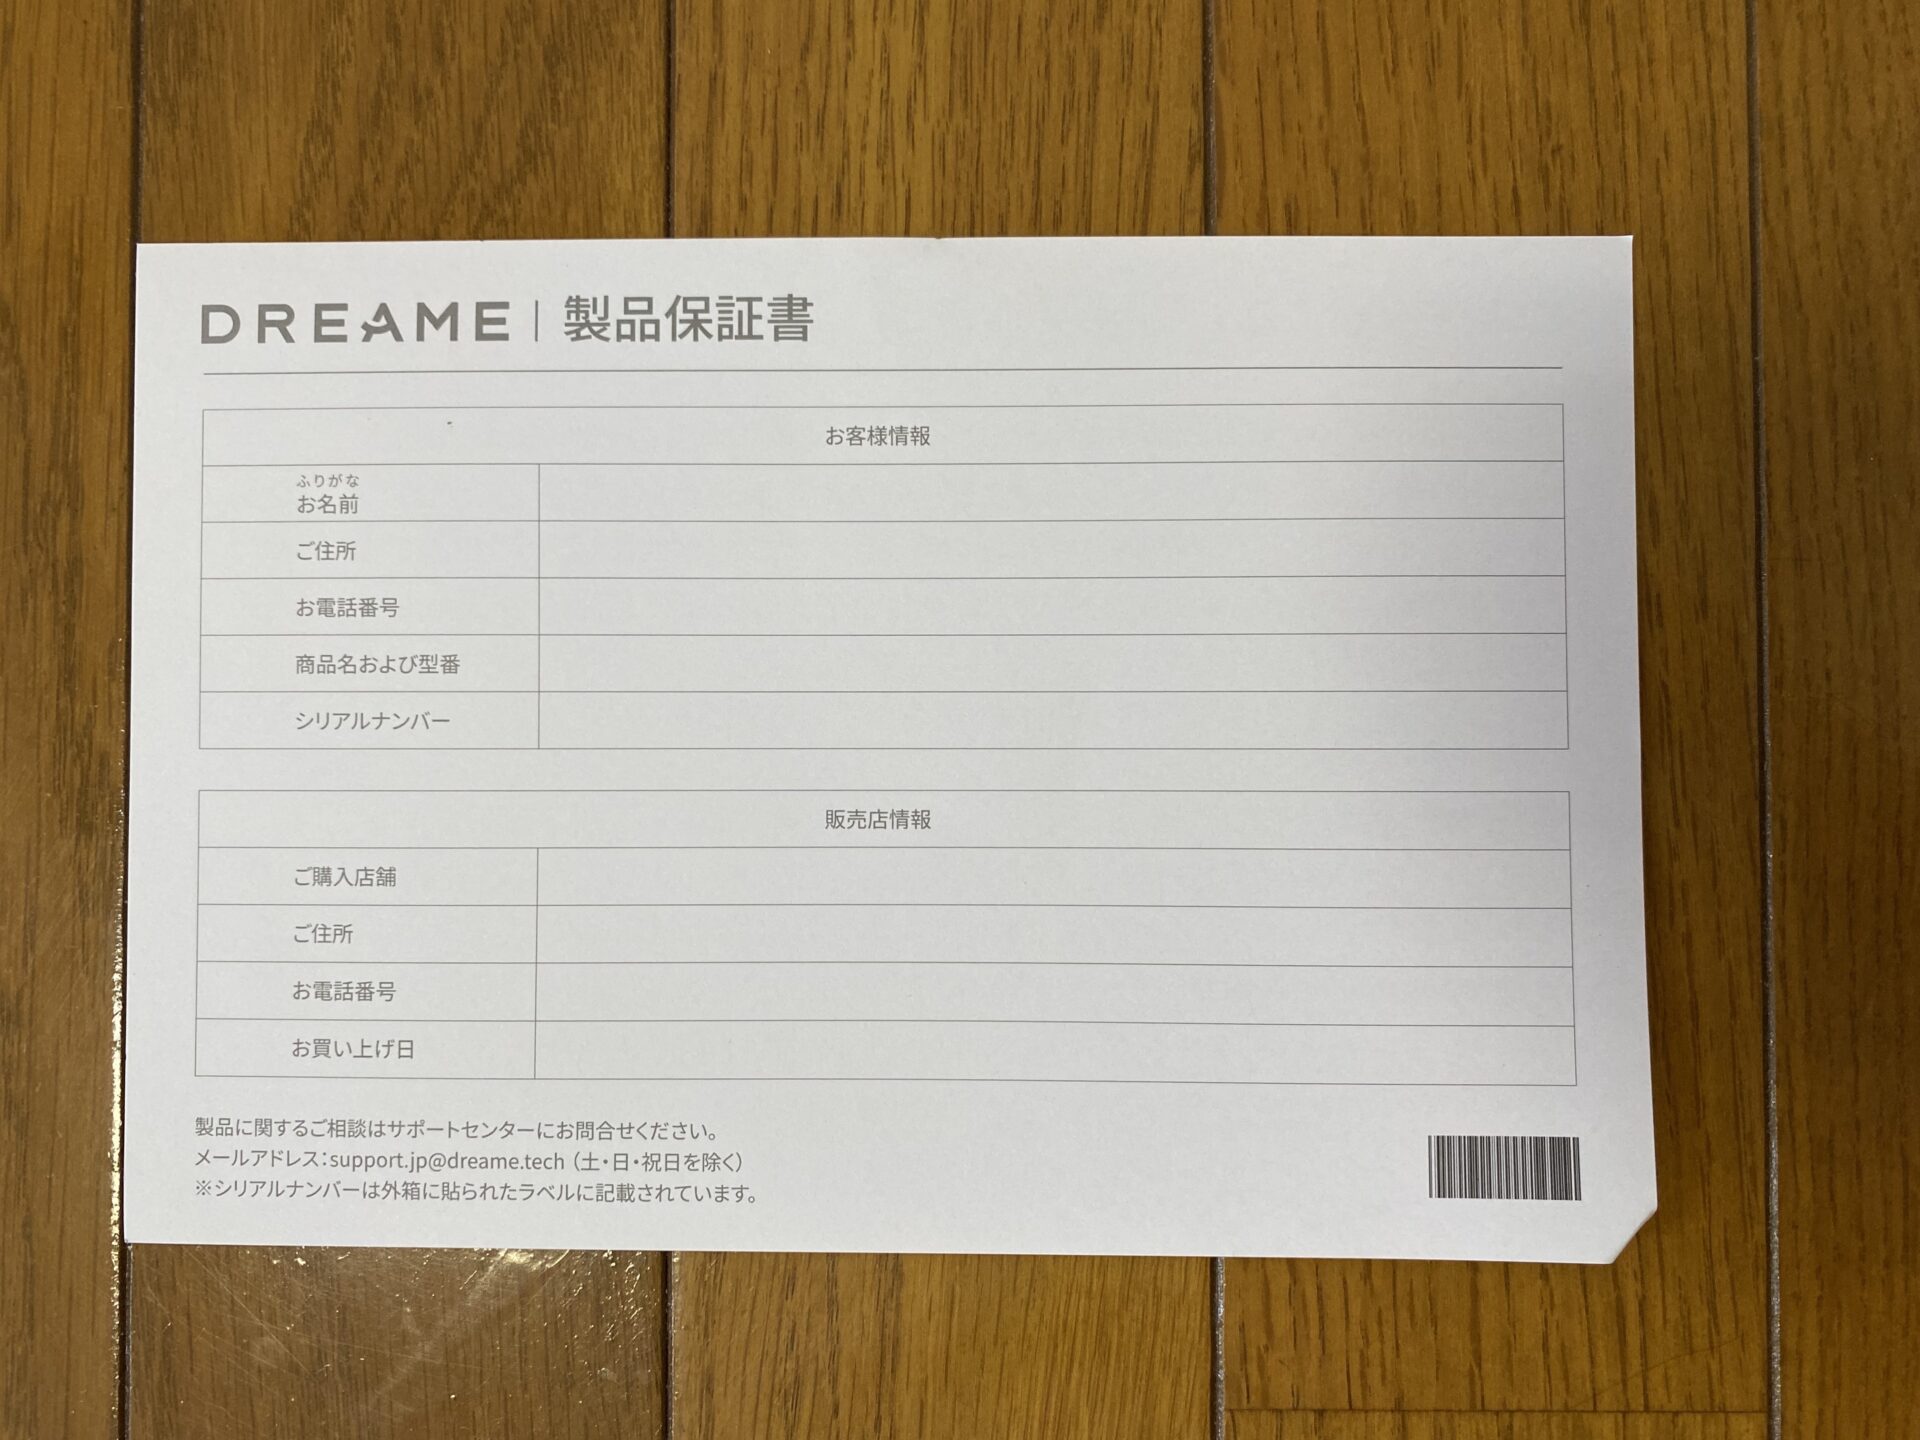 DREAME | 製品保証書
お客様情報
ふりがな
お名前
ご住所
お電話番号
商品名および型番
シリアルナンバー
販売店情報
ご購入店舗
ご住所
お電話番号
お買い上げ日
製品に関するご相談はサポートセンターにお問合せください。
メールアドレス：support.jp@dreame.tech（土・日・祝日を除く）
※シリアルナンバーは外箱に貼られたラベルに記載されています。